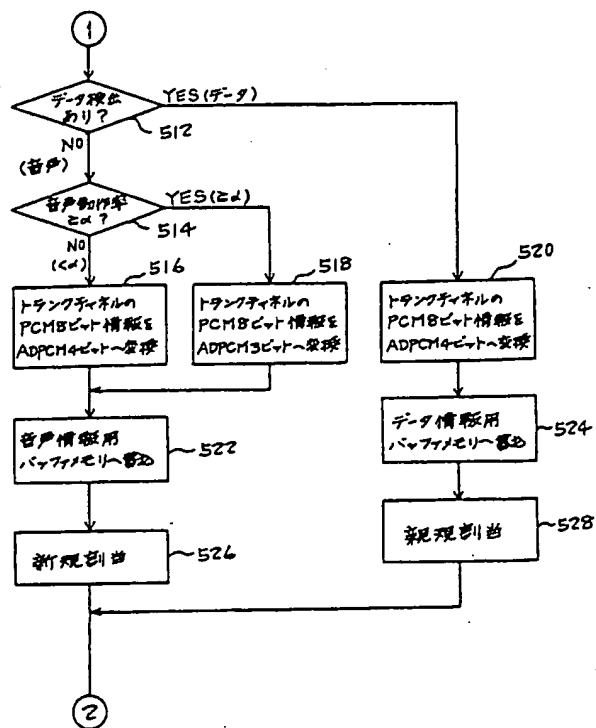 1
データ検出
あり?
YES(データ)
512
NO
(音声)
音声動作率
≧α?
YES(≧α)
514
NO
(<α)
516
518
520
トランクチィネルの
PCM8ビット情報を
ADPCM4ビットへ変換
トランクチィネルの
PCM8ビット情報を
ADPCM3ビットへ変換
トランクチィネルの
PCM8ビット情報を
ADPCM4ビットへ変換
音声情報用
バッファメモリへ蓄込
522
データ情報用
バッファメモリへ蓄込
524
新規割当
526
新規割当
528
2